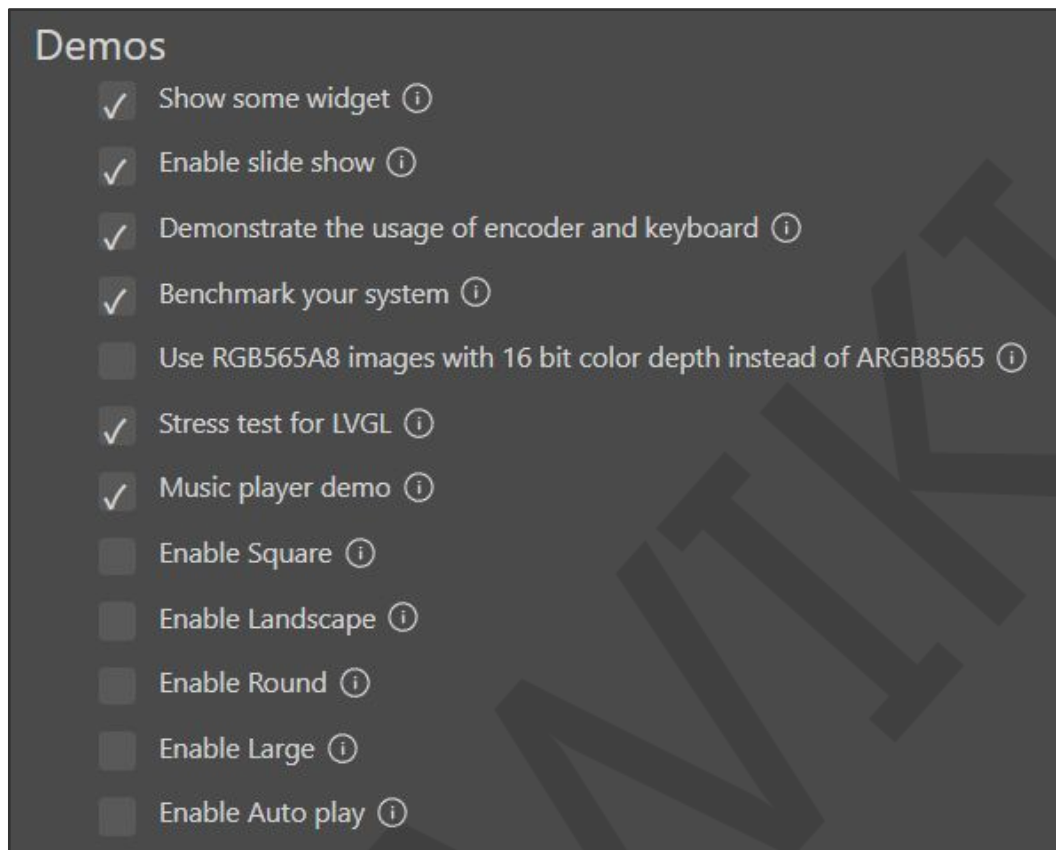 Demos
Show some widget
Enable slide show
Demonstrate the usage of encoder and keyboard
Benchmark your system
Use RGB565A8 images with 16 bit color depth instead of ARGB8565
Stress test for LVGL
Music player demo
Enable Square
Enable Landscape
Enable Round
Enable Large
Enable Auto play
WIKI